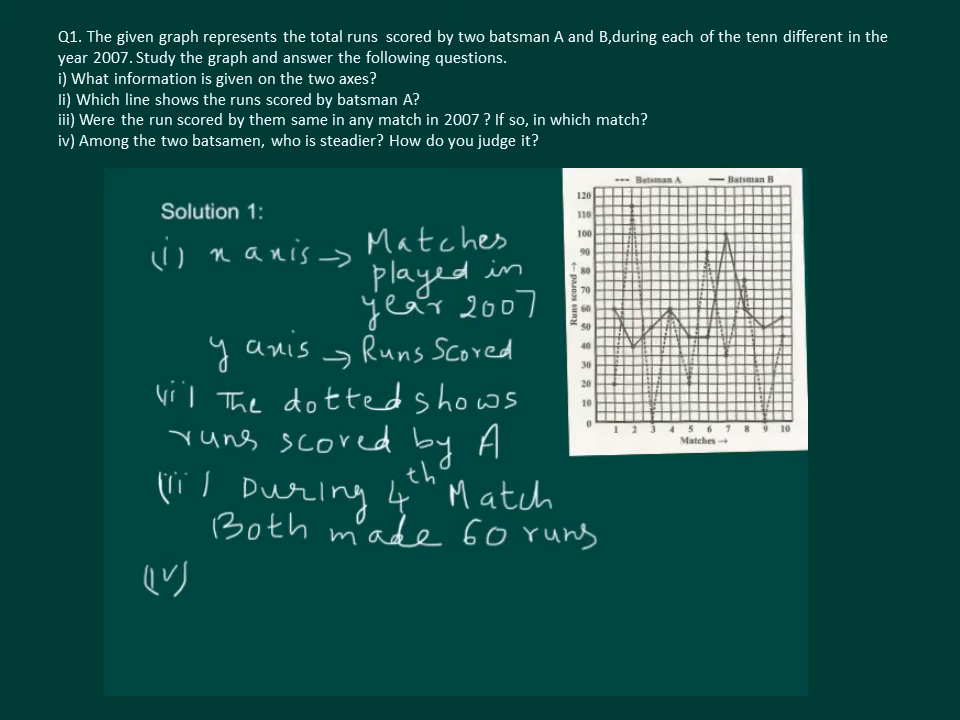 Q1. The given graph represents the total runs scored by two batsman A and B,during each of the tenn different in the
year 2007. Study the graph and answer the following questions.
i) What information is given on the two axes?
Ii) Which line shows the runs scored by batsman A?
iii) Were the run scored by them same in any match in 2007 ? If so, in which match?
iv) Among the two batsamen, who is steadier? How do you judge it?
Solution 1:
(i) x axis → Matches
played in
year 2007
y axis → Runs Scored
(ii) The dotted shows
runs scored by A
(iii) During 4th Match
Both made 60 runs
(iv)
--- Batsman A — Batsman B
120
110
100
90
80
70
60
50
40
30
20
10
0
Runs scored →
1 2 3 4 5 6 7 8 9 10
Matches →